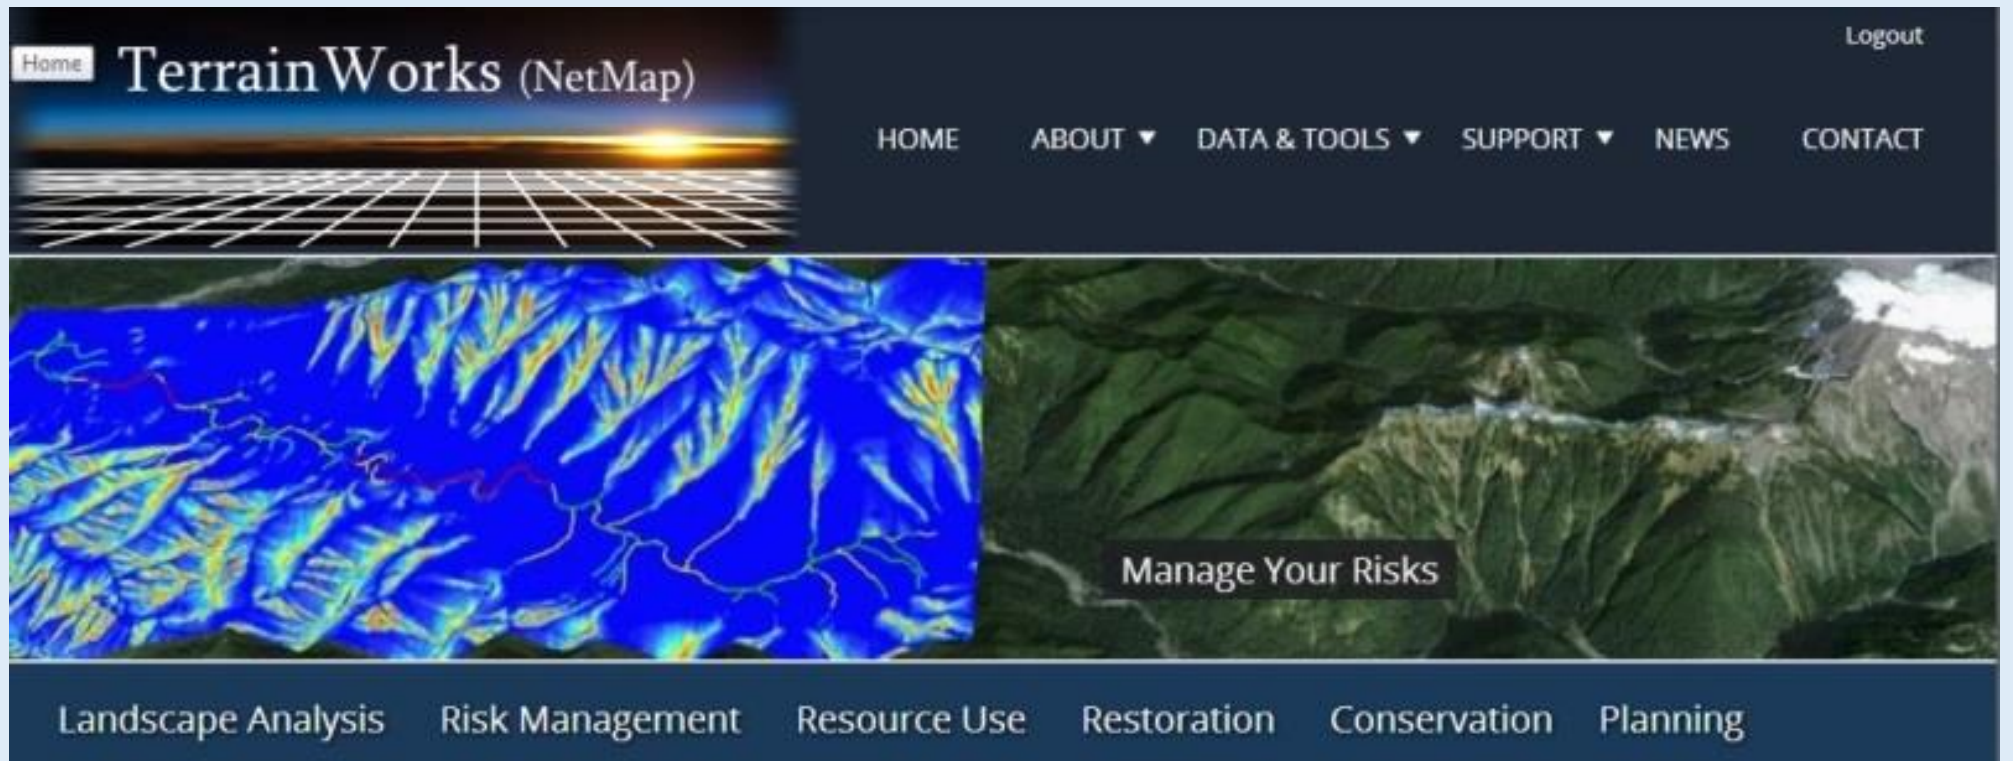 Logout
Home
TerrainWorks (NetMap)
HOME ABOUT DATA & TOOLS SUPPORT NEWS CONTACT
Manage Your Risks
Landscape Analysis Risk Management Resource Use Restoration Conservation Planning